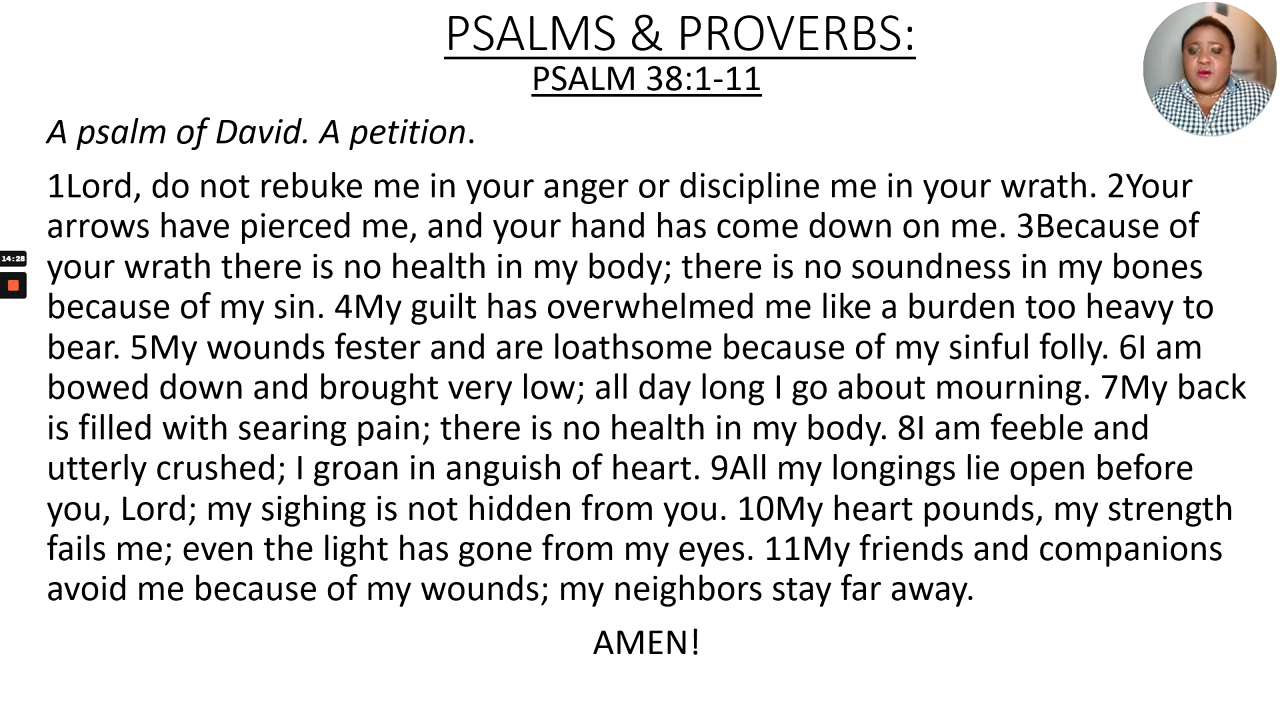 PSALMS & PROVERBS:
PSALM 38:1-11
A psalm of David. A petition.
1Lord, do not rebuke me in your anger or discipline me in your wrath. 2Your
arrows have pierced me, and your hand has come down on me. 3Because of
14:28
your wrath there is no health in my body; there is no soundness in my bones
because of my sin. 4My guilt has overwhelmed me like a burden too heavy to
bear. 5My wounds fester and are loathsome because of my sinful folly. 6I am
bowed down and brought very low; all day long I go about mourning. 7My back
is filled with searing pain; there is no health in my body. 8I am feeble and
utterly crushed; I groan in anguish of heart. 9All my longings lie open before
you, Lord; my sighing is not hidden from you. 10My heart pounds, my strength
fails me; even the light has gone from my eyes. 11My friends and companions
avoid me because of my wounds; my neighbors stay far away.
AMEN!